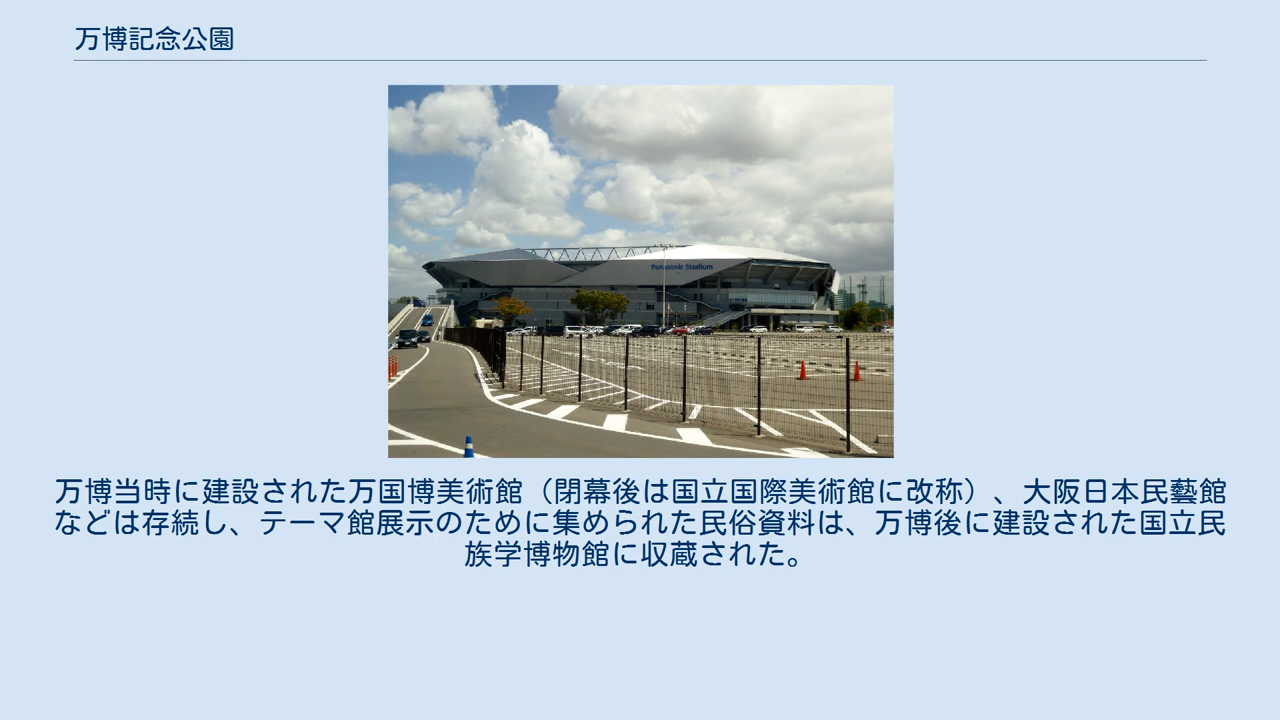 万博記念公園
Panasonic Stadium
万博当時に建設された万国博美術館（閉幕後は国立国際美術館に改称）、大阪日本民藝館
などは存続し、テーマ館展示のために集められた民俗資料は、万博後に建設された国立民
族学博物館に収蔵された。